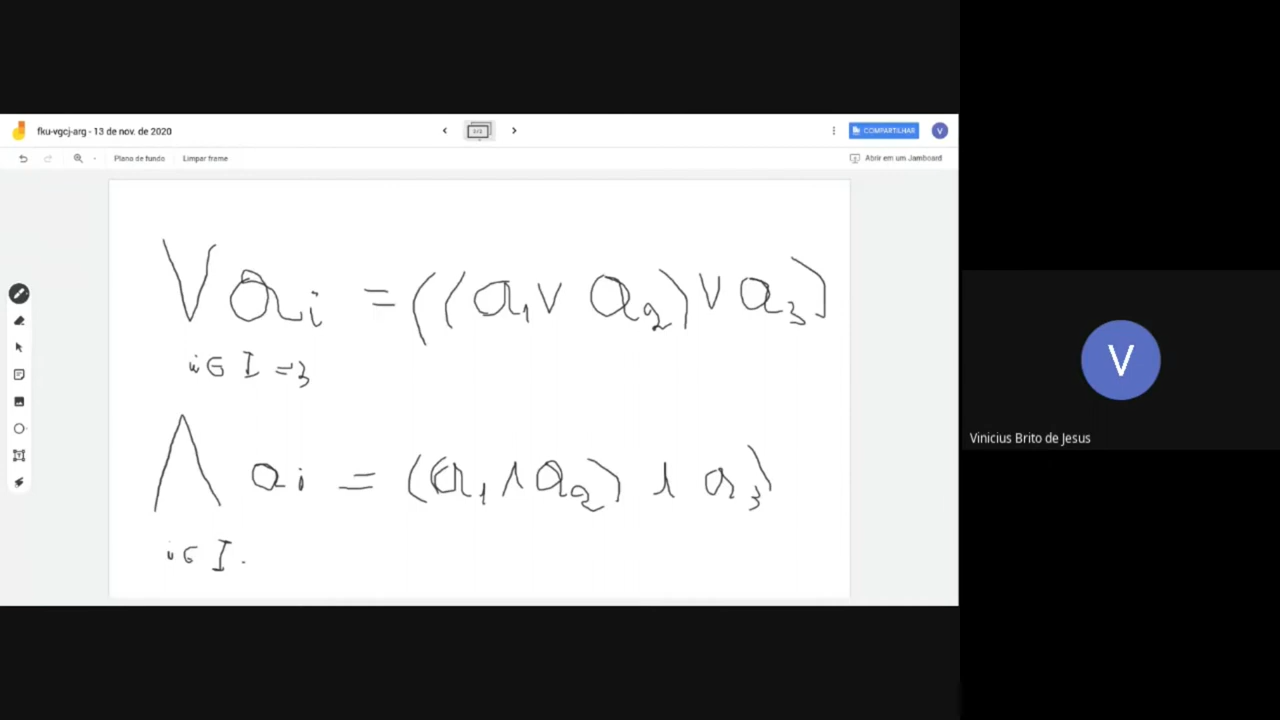 fku-vgcj-arg - 13 de nov. de 2020
COMPARTILHAR
V
Plano de fundo
Limpar frame
Abrir em um Jamboard
V aᵢ = ((a₁ ∨ a₂) ∨ a₃)
i ∈ I = 3
Λ aᵢ = (a₁ ∧ a₂) ∧ a₃)
i ∈ I.
V
Vinicius Brito de Jesus